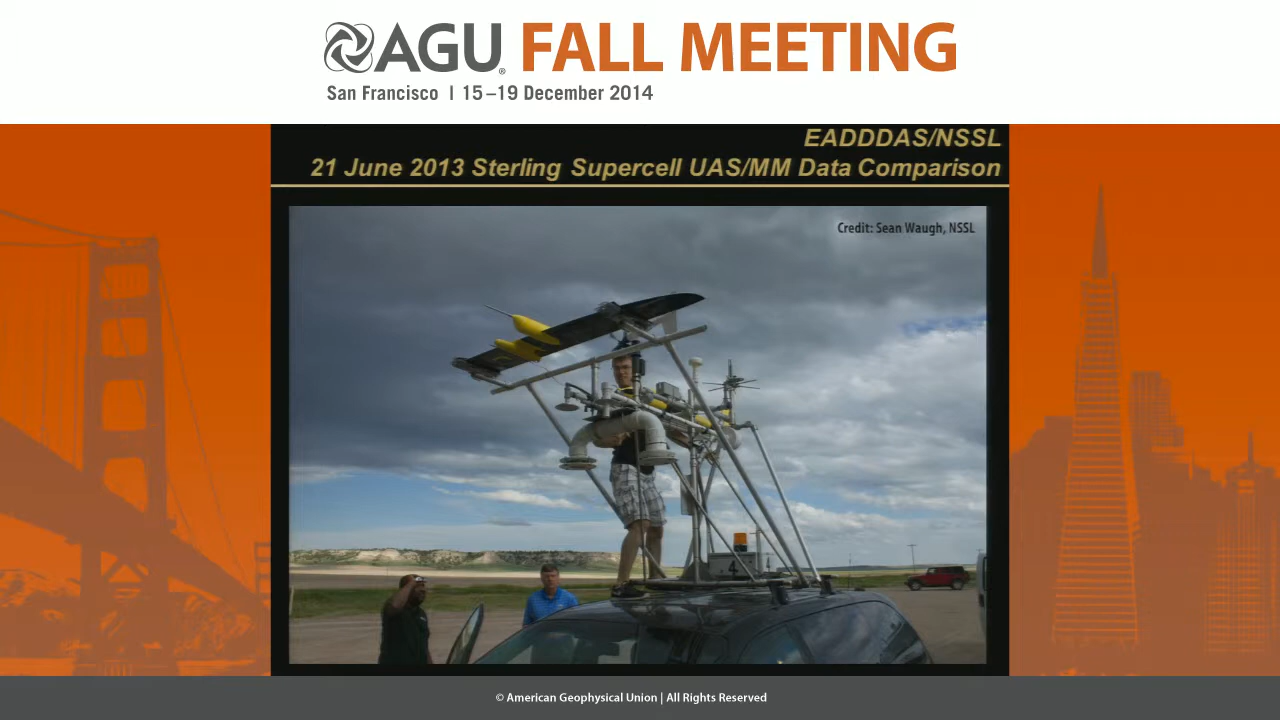 AGU® FALL MEETING
San Francisco | 15–19 December 2014
EADDDAS/NSSL
21 June 2013 Sterling Supercell UAS/MM Data Comparison
Credit: Sean Waugh, NSSL
4
© American Geophysical Union | All Rights Reserved